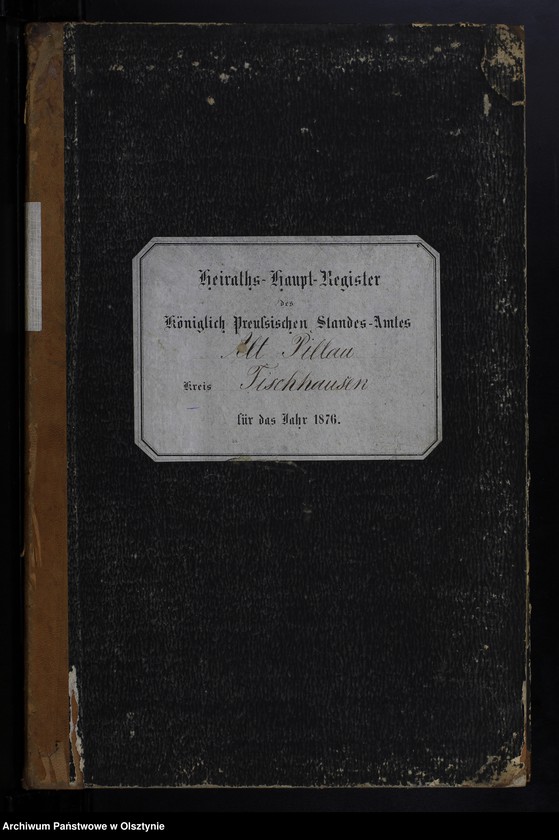 Heiraths-Haupt-Register
des
Königlich Preußischen Standes-Amtes
Alt Pillau
Kreis Fischhausen
für das Jahr 1876.
Archiwum Państwowe w Olsztynie